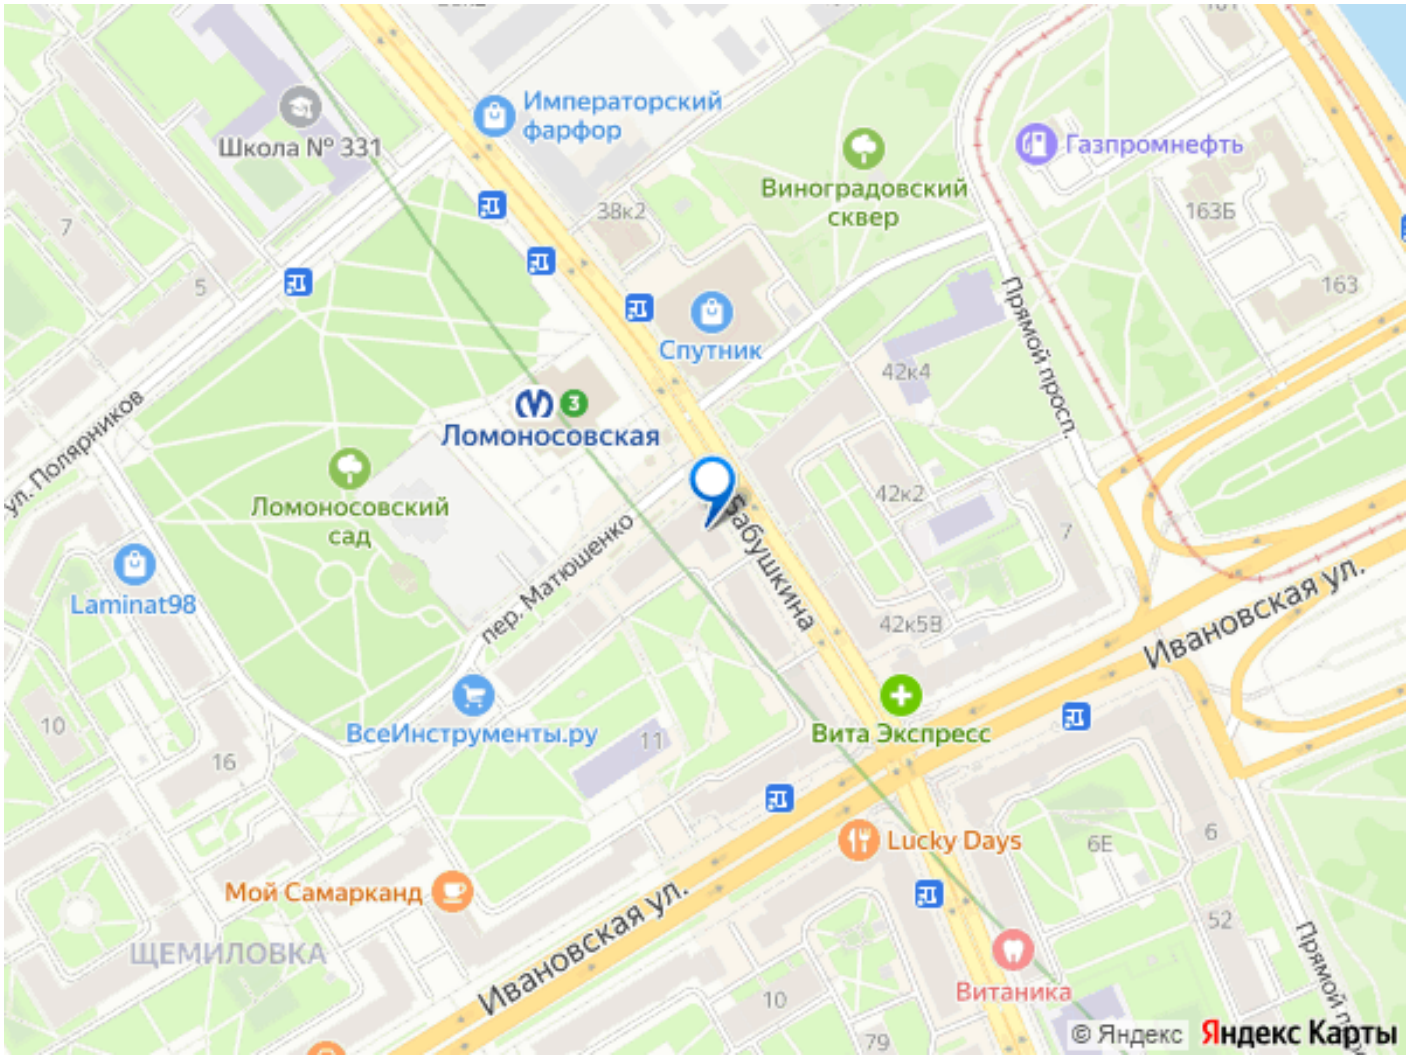 Императорский
фарфор
Школа № 331
Газпромнефть
Виноградовский
сквер
7
38к2
163Б
5
163
Спутник
Прямой просп.
42к4
3
Ломоносовская
ул. Полярников
Ломоносовский
сад
42к2
7
Бабушкина
пер. Матюшенко
Laminat98
Ивановская ул.
42к5В
ВсеИнструменты.ру
11
Вита Экспресс
10
16
Lucky Days
6Е
6
Мой Самарканд
Ивановская ул.
52
ЩЕМИЛОВКА
Прямой
Витаника
10
79
© Яндекс
Яндекс Карты